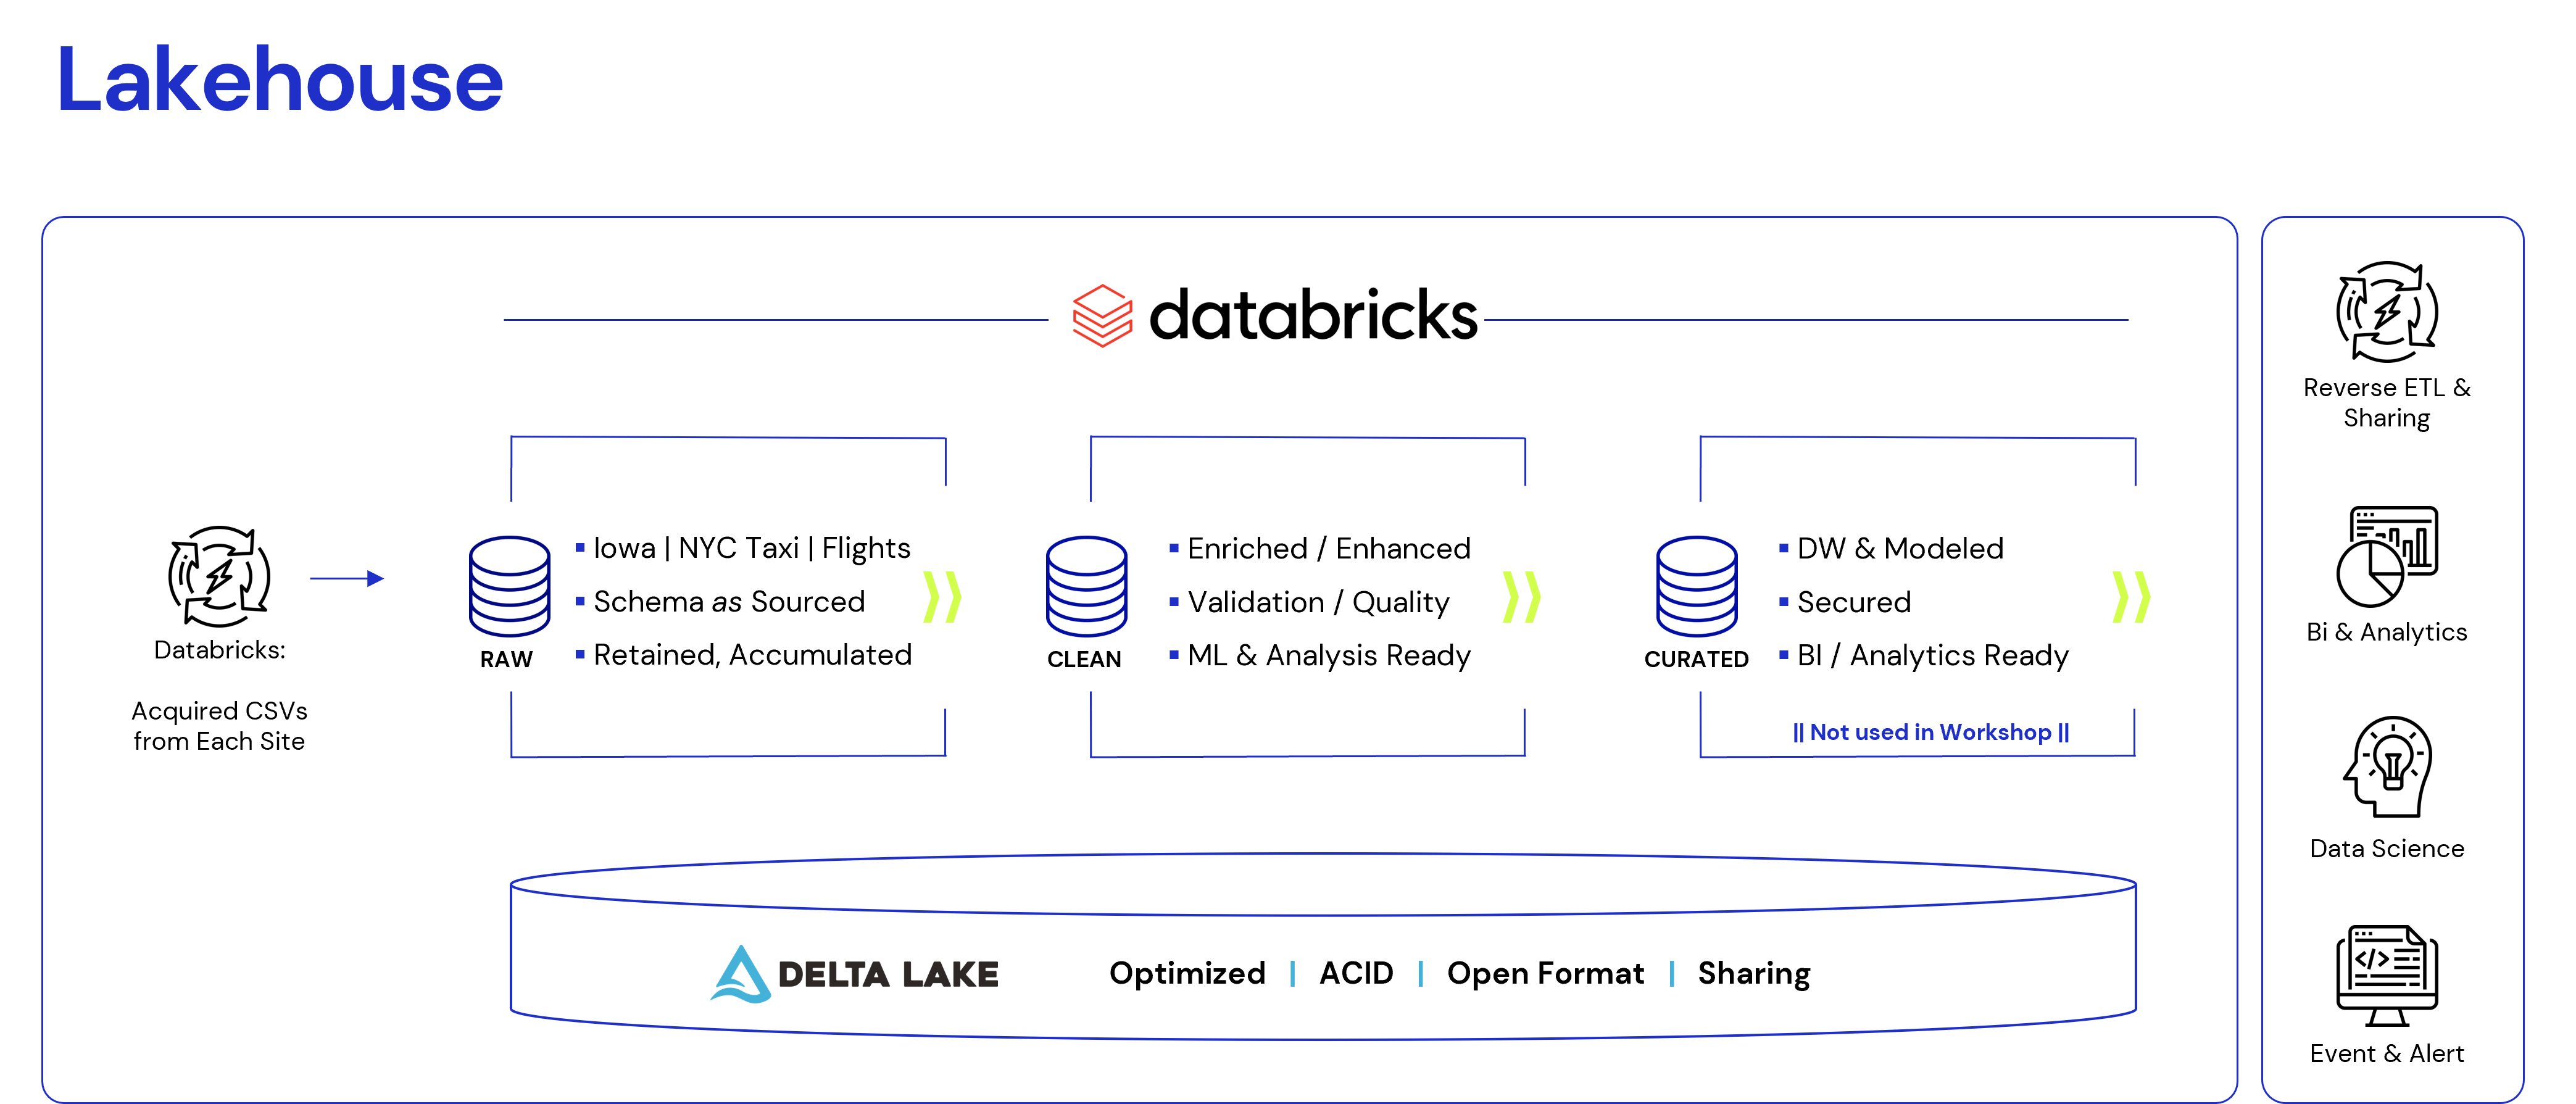 Lakehouse
databricks
Databricks:
Acquired CSVs
from Each Site
RAW
Iowa | NYC Taxi | Flights
Schema as Sourced
Retained, Accumulated
CLEAN
Enriched / Enhanced
Validation / Quality
ML & Analysis Ready
CURATED
DW & Modeled
Secured
BI / Analytics Ready
|| Not used in Workshop ||
DELTA LAKE
Optimized | ACID | Open Format | Sharing
Reverse ETL &
Sharing
Bi & Analytics
Data Science
Event & Alert